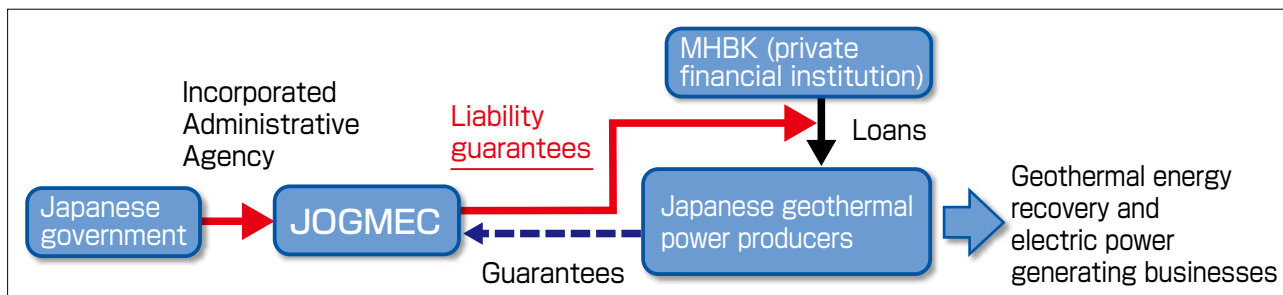 MHBK (private
financial institution)
Incorporated
Administrative
Agency
Liability
guarantees
Loans
Japanese
government
JOGMEC
Japanese geothermal
power producers
Geothermal energy
recovery and
electric power
generating businesses
Guarantees